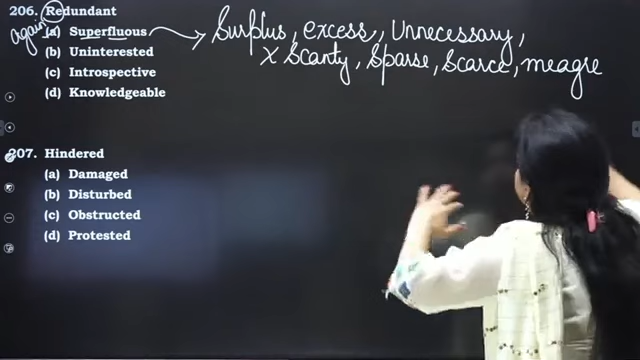 206. Redundant
again
(a) Superfluous
Surplus, excess, Unnecessary,
x Scanty, Sparse, Scarce, meagre
(b) Uninterested
(c) Introspective
(d) Knowledgeable
207. Hindered
(a) Damaged
(b) Disturbed
(c) Obstructed
(d) Protested